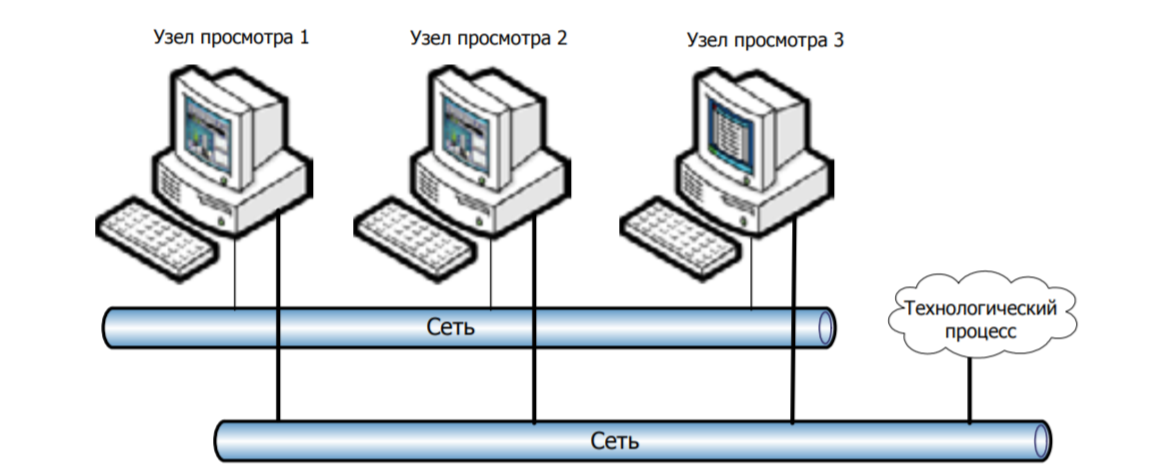 Узел просмотра 1
Узел просмотра 2
Узел просмотра 3
Сеть
Технологический
процесс
Сеть